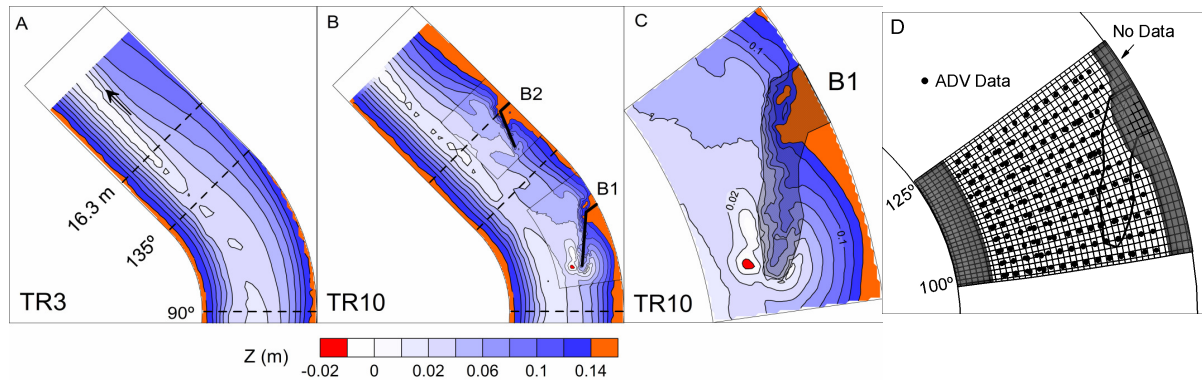 A
TR3
16.3 m
135º
90º
B
B2
B1
TR10
C
0.1
B1
0.02
0.1
TR10
D
No Data
ADV Data
125º
100º
Z (m)
-0.02 0 0.02 0.06 0.1 0.14